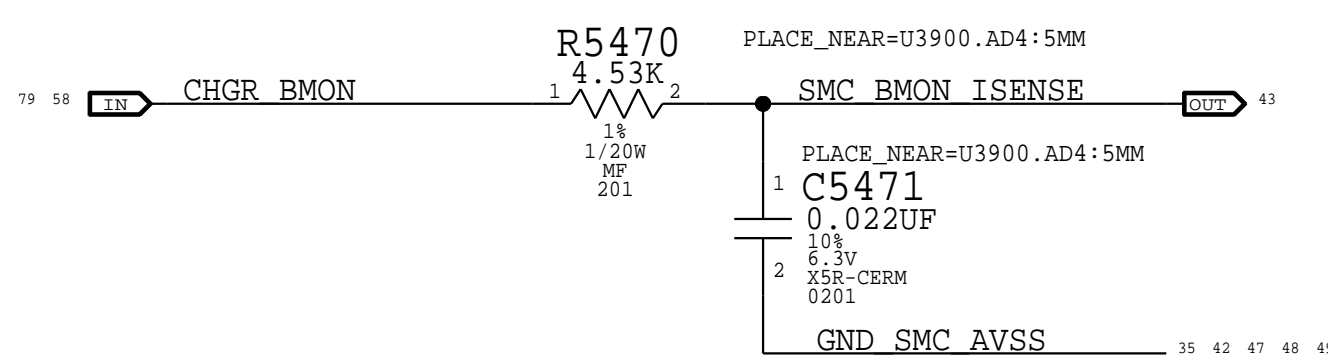 R5470
PLACE_NEAR=U3900.AD4:5MM
4.53K
79 58 IN CHGR_BMON 1 2 SMC_BMON_ISENSE OUT 43
1%
1/20W
MF
201
PLACE_NEAR=U3900.AD4:5MM
1 C5471
0.022UF
10%
6.3V
2 X5R-CERM
0201
GND_SMC_AVSS 35 42 47 48 49